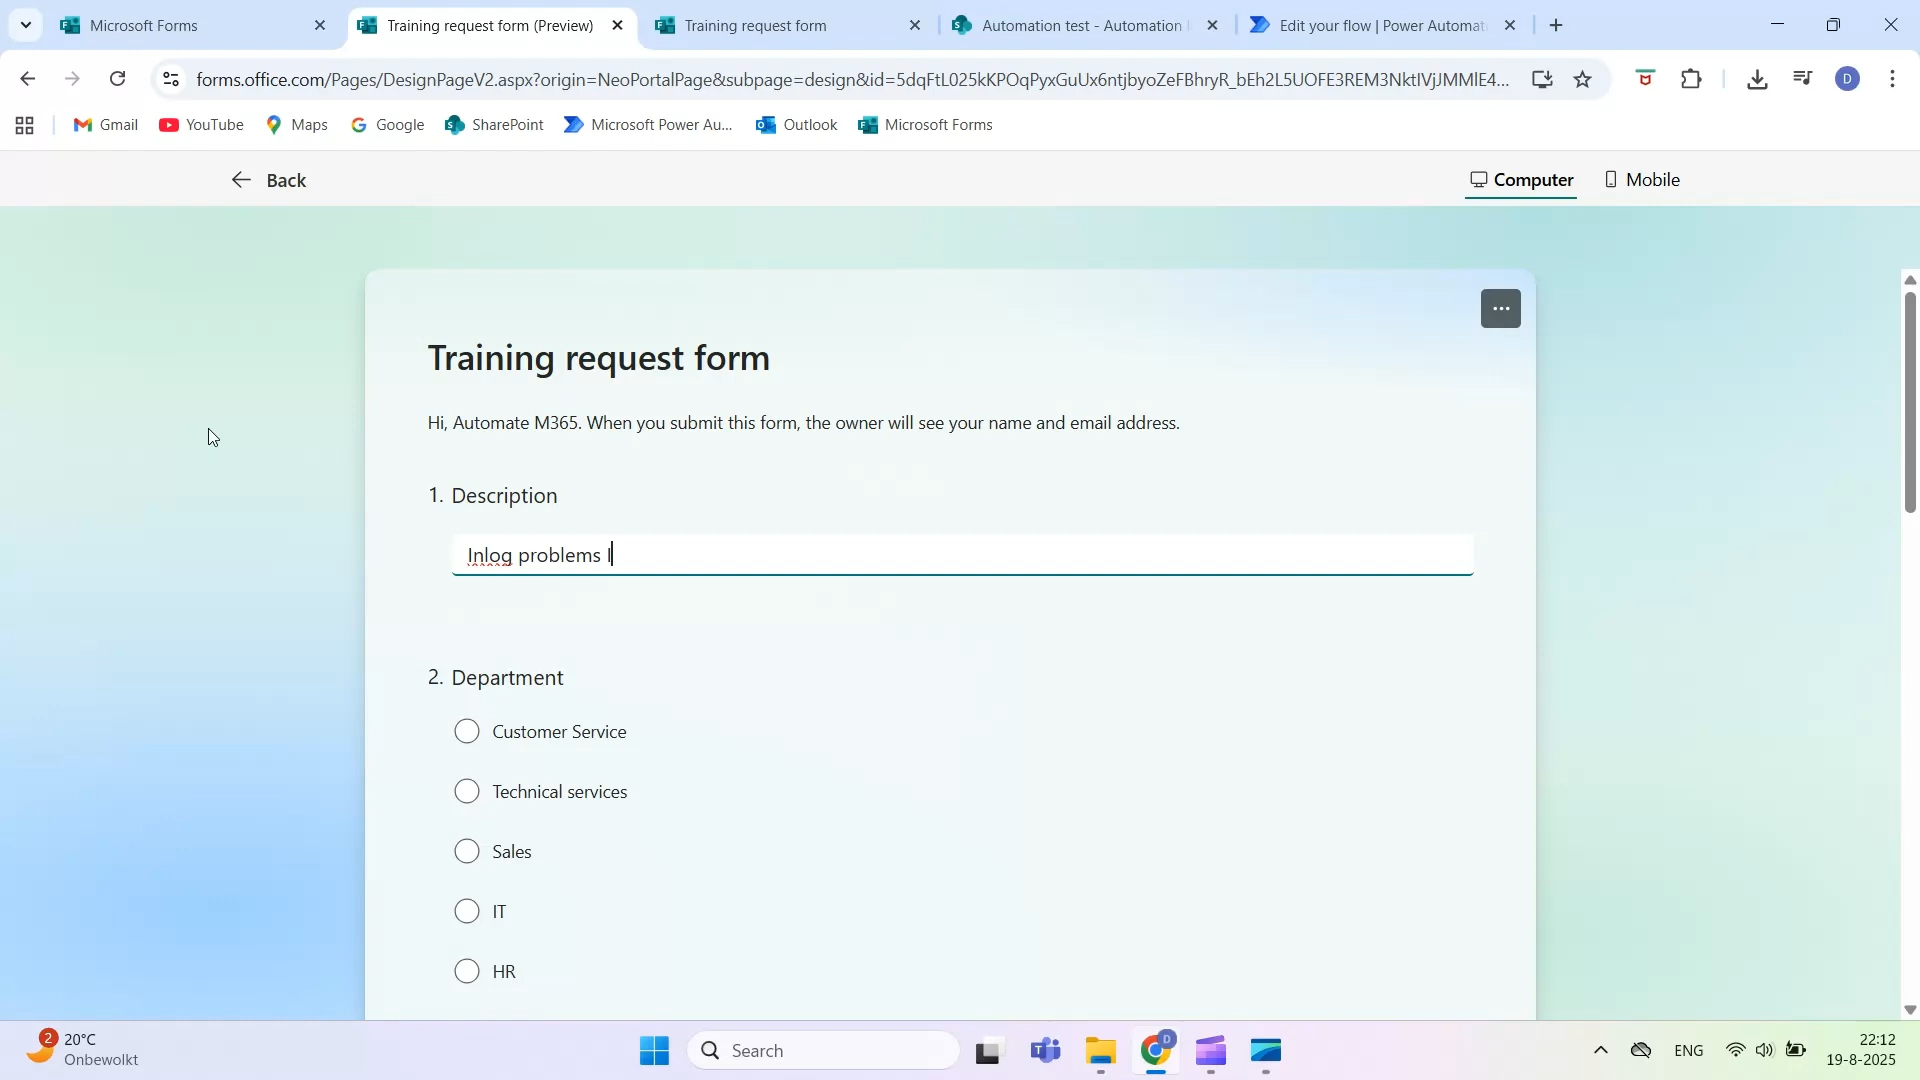 Microsoft Forms
Training request form (Preview)
Training request form
Automation test - Automation
Edit your flow | Power Automat
forms.office.com/Pages/DesignPageV2.aspx?origin=NeoPortalPage&subpage=design&id=5dqFtL025kKPOqPyxGuUx6ntjbyoZeFBhryR_bEh2L5UOFE3REM3NktlVjJMMlE4...
D
Gmail
YouTube
Maps
Google
SharePoint
Microsoft Power Au...
Outlook
Microsoft Forms
Back
Computer
Mobile
Training request form
Hi, Automate M365. When you submit this form, the owner will see your name and email address.
1. Description
Inlog problems
2. Department
Customer Service
Technical services
Sales
IT
HR
2
20°C
Onbewolkt
Search
D
ENG
22:12
19-8-2025